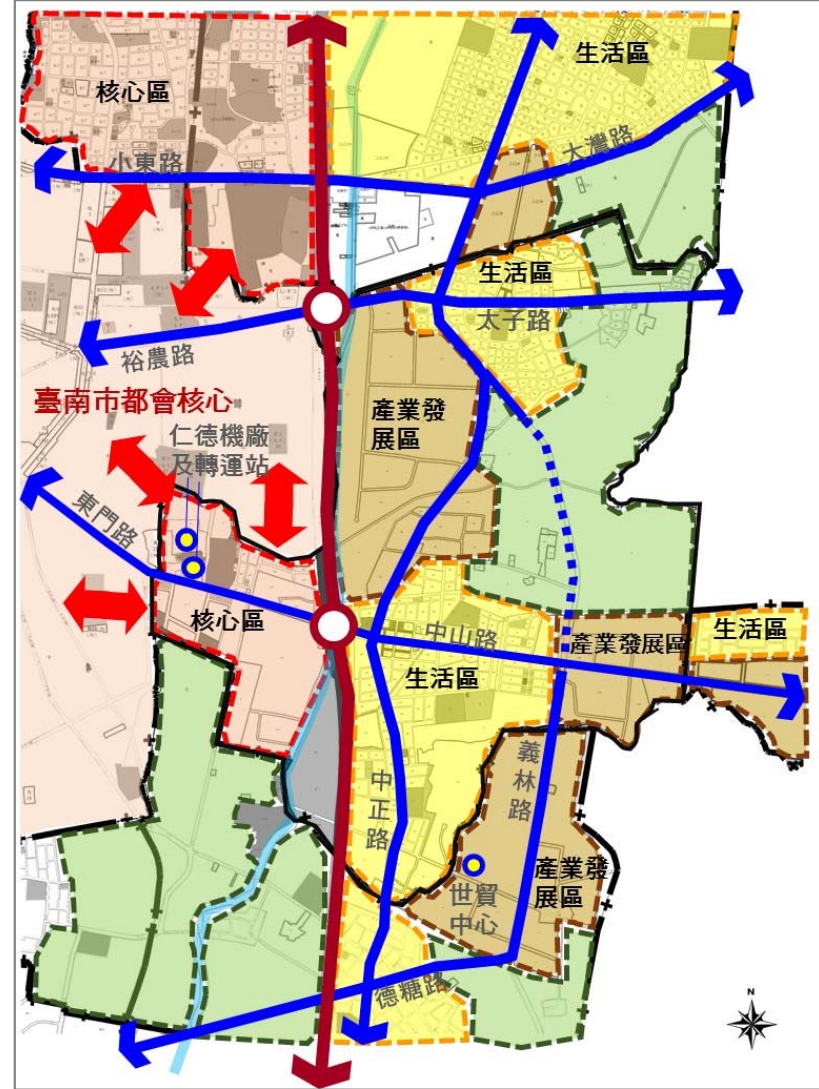 生活區
核心區
小東路
大灣路
生活區
太子路
裕農路
臺南市都會核心
產業發
展區
仁德機廠
及轉運站
東門路
核心區
中山路
產業發展區
生活區
生活區
義林路
中正路
產業發
展區
世貿
中心
德糖路
N